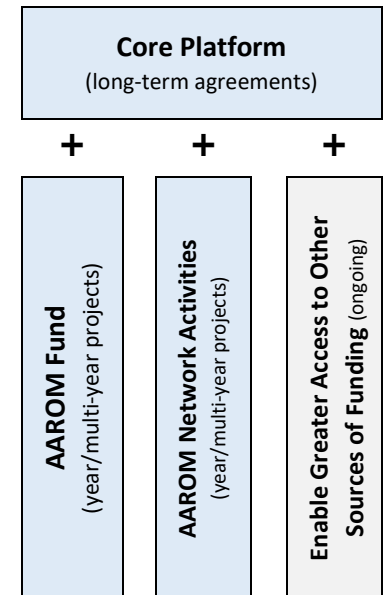 Core Platform
(long-term agreements)
+ + +
AAROM Fund
(year/multi-year projects)
AAROM Network Activities
(year/multi-year projects)
Enable Greater Access to Other
Sources of Funding (ongoing)